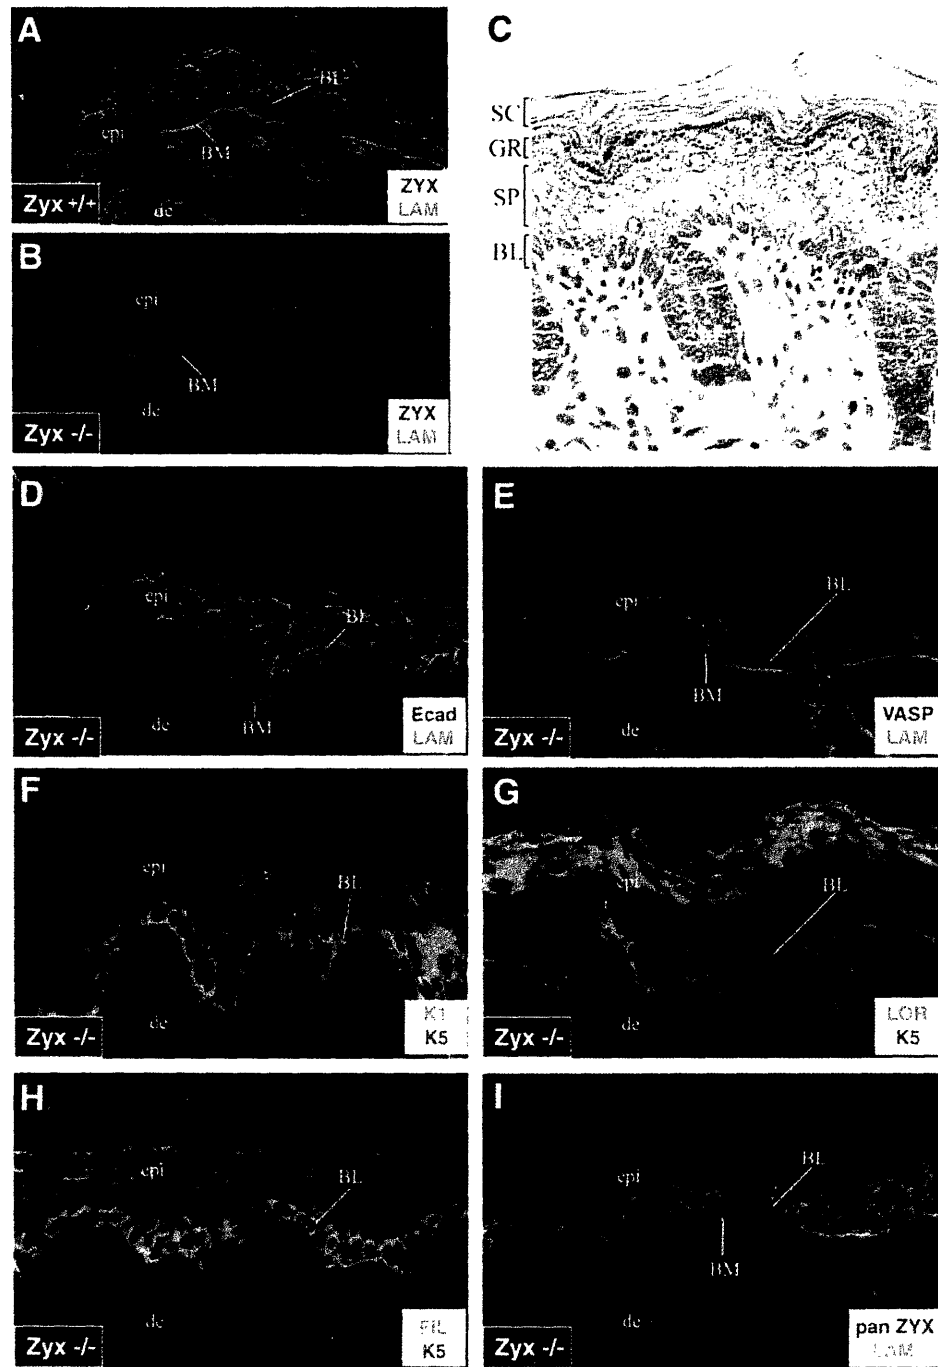 A
BL
epi
BM
Zyx +/+
de
ZYX
LAM
B
epi
BM
de
Zyx -/-
ZYX
LAM
C
SC
GR
SP
BL
D
epi
BL
de
BM
Zyx -/-
Ecad
LAM
E
epi
BL
BM
de
Zyx -/-
VASP
LAM
F
epi
BL
de
Zyx -/-
K1
K5
G
epi
BL
de
Zyx -/-
LOR
K5
H
epi
BL
de
Zyx -/-
FIL
K5
I
epi
BL
BM
de
Zyx -/-
pan ZYX
LAM